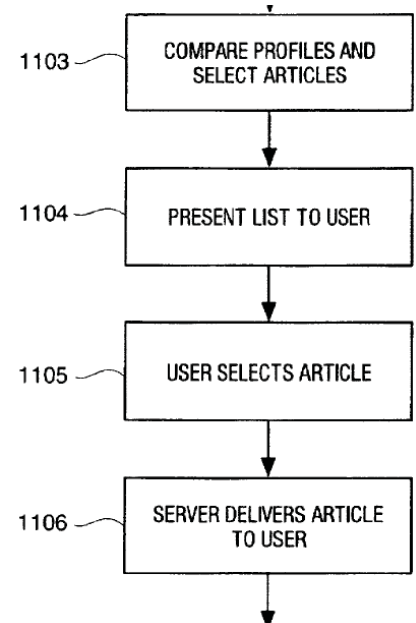 1103
COMPARE PROFILES AND
SELECT ARTICLES
1104
PRESENT LIST TO USER
1105
USER SELECTS ARTICLE
1106
SERVER DELIVERS ARTICLE
TO USER